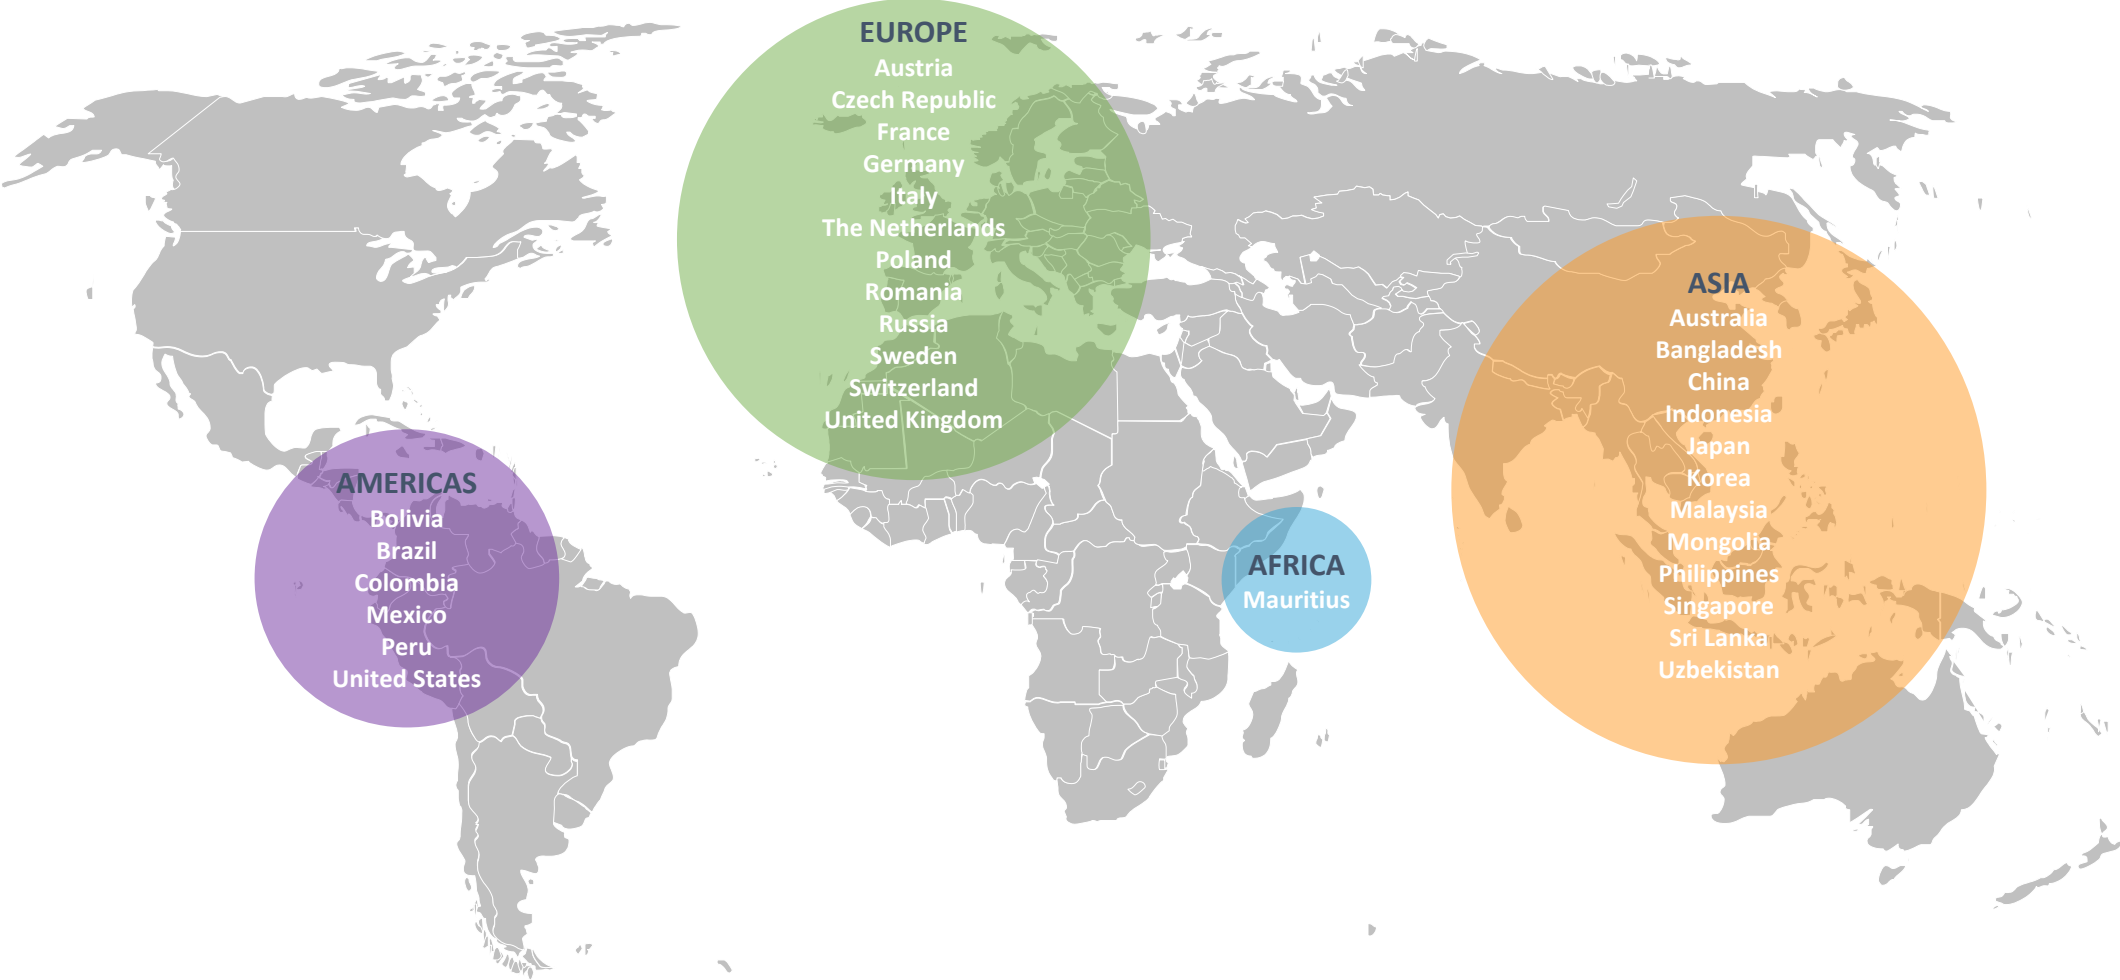 EUROPE
Austria
Czech Republic
France
Germany
Italy
The Netherlands
Poland
Romania
Russia
Sweden
Switzerland
United Kingdom
ASIA
Australia
Bangladesh
China
Indonesia
Japan
Korea
Malaysia
Mongolia
Philippines
Singapore
Sri Lanka
Uzbekistan
AMERICAS
Bolivia
Brazil
Colombia
Mexico
Peru
United States
AFRICA
Mauritius